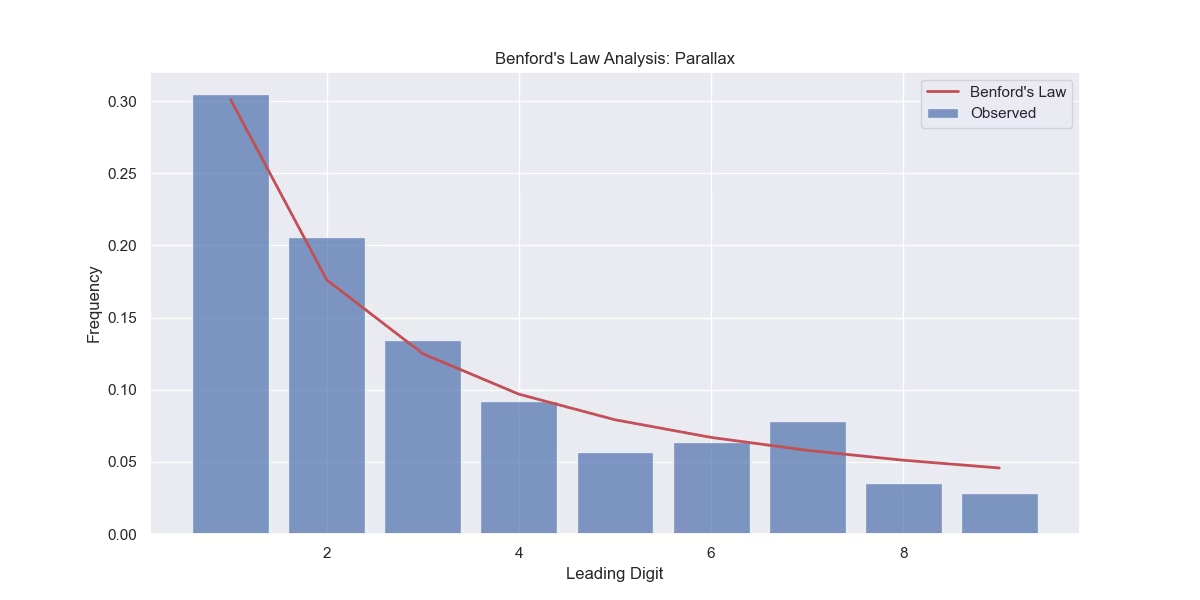 Benford's Law Analysis: Parallax
Benford's Law
Observed
Frequency
0.30
0.25
0.20
0.15
0.10
0.05
0.00
2 4 6 8
Leading Digit